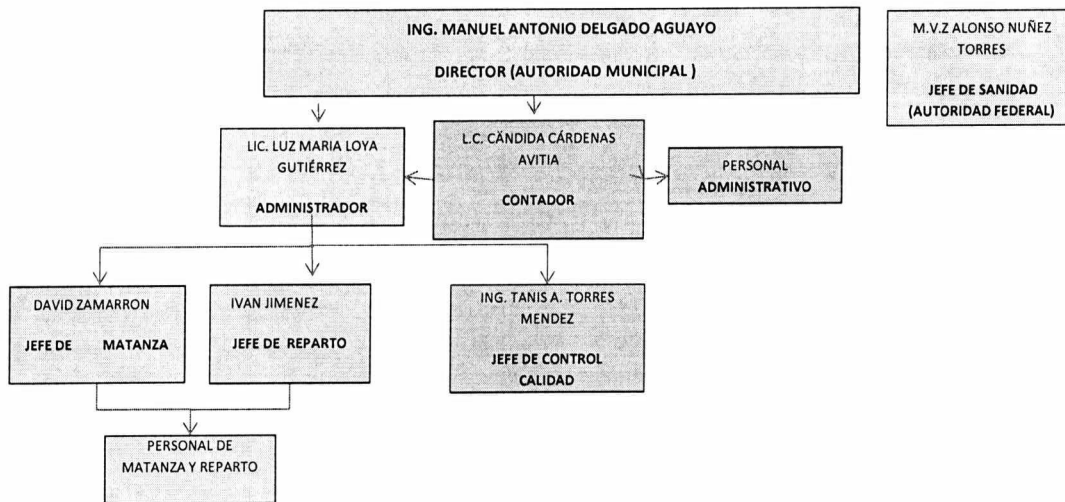 ING. MANUEL ANTONIO DELGADO AGUAYO
DIRECTOR (AUTORIDAD MUNICIPAL )
M.V.Z ALONSO NUÑEZ
TORRES
JEFE DE SANIDAD
(AUTORIDAD FEDERAL)
LIC. LUZ MARIA LOYA
GUTIÉRREZ
ADMINISTRADOR
L.C. CÄNDIDA CÁRDENAS
AVITIA
CONTADOR
PERSONAL
ADMINISTRATIVO
DAVID ZAMARRON
JEFE DE MATANZA
IVAN JIMENEZ
JEFE DE REPARTO
ING. TANIS A. TORRES
MENDEZ
JEFE DE CONTROL
CALIDAD
PERSONAL DE
MATANZA Y REPARTO